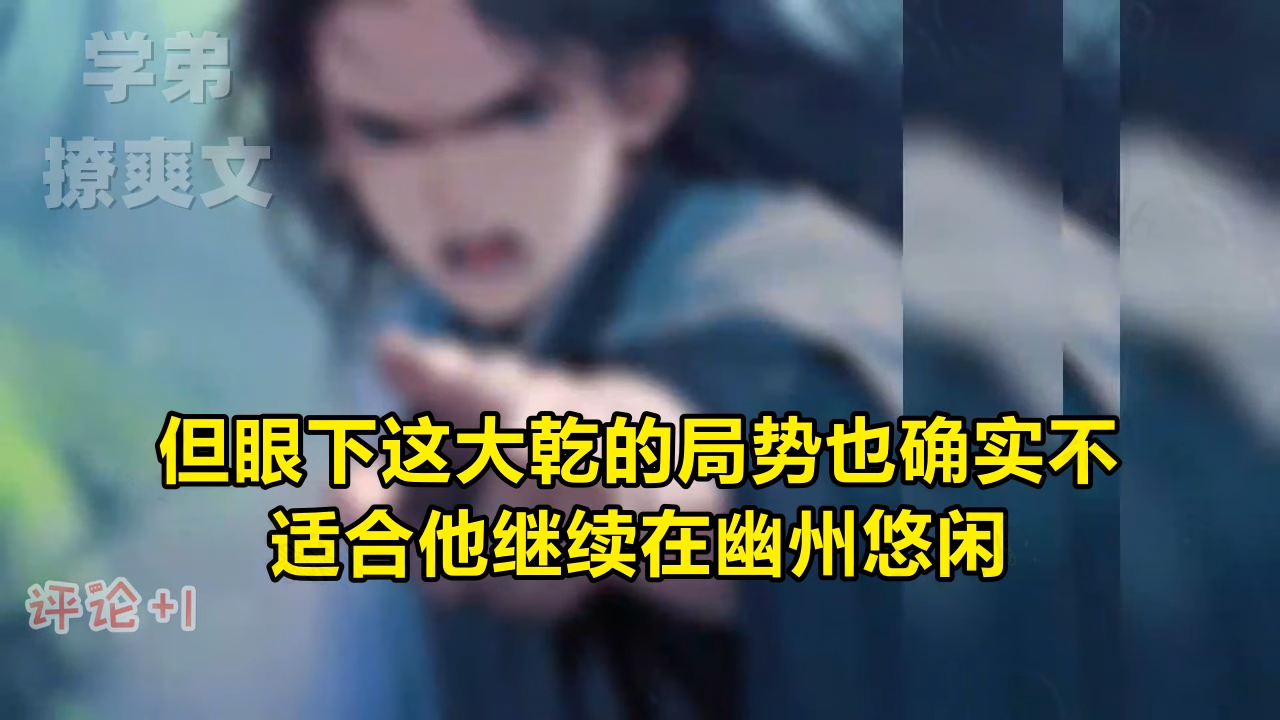 学弟
撩爽文
但眼下这大乾的局势也确实不
适合他继续在幽州悠闲
评论+1